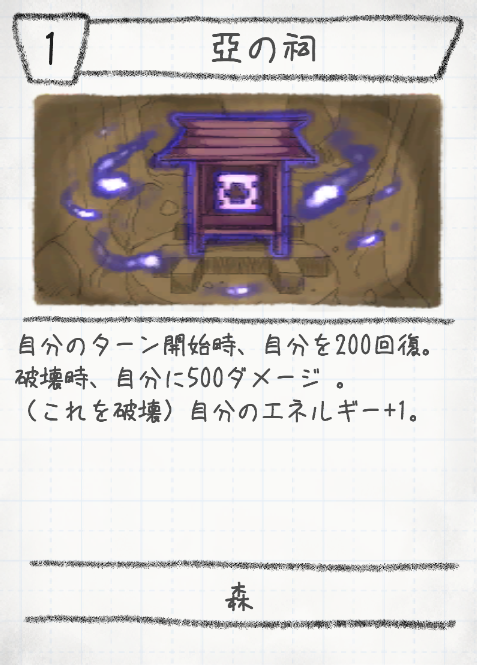 1
亞の祠
自分のターン開始時、自分を200回復。
破壊時、自分に500ダメージ 。
（これを破壊）自分のエネルギー+1。
森